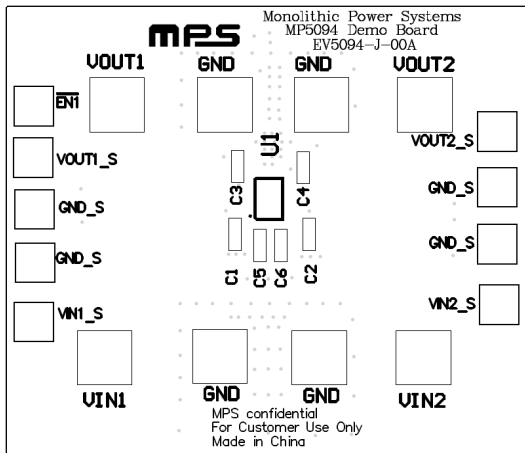 mps
Monolithic Power Systems
MP5094 Demo Board
EV5094-J-00A
VOUT1
GND
GND
VOUT2
EN1
VOUT1_S
GND_S
GND_S
VIN1_S
U1
C3
C4
C1
C5
C6
C2
VOUT2_S
GND_S
GND_S
VIN2_S
VIN1
GND
GND
VIN2
MPS confidential
For Customer Use Only
Made in China